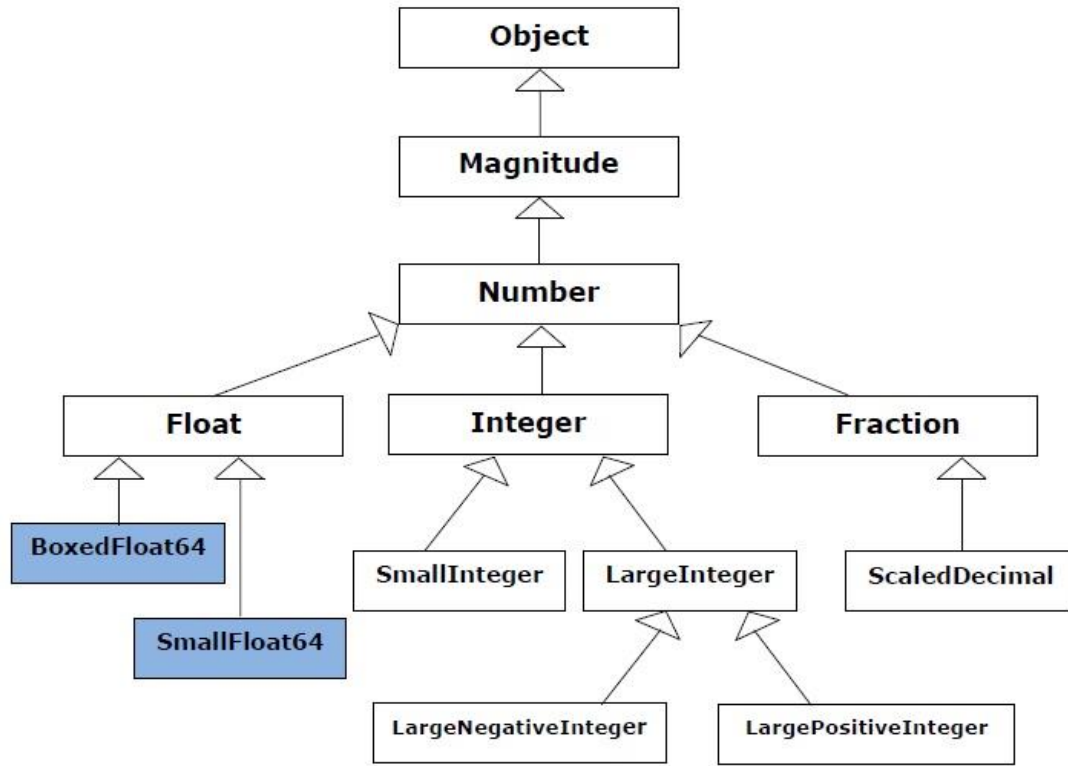 Object
Magnitude
Number
Float
Integer
Fraction
BoxedFloat64
SmallInteger
LargeInteger
ScaledDecimal
SmallFloat64
LargeNegativeInteger
LargePositiveInteger